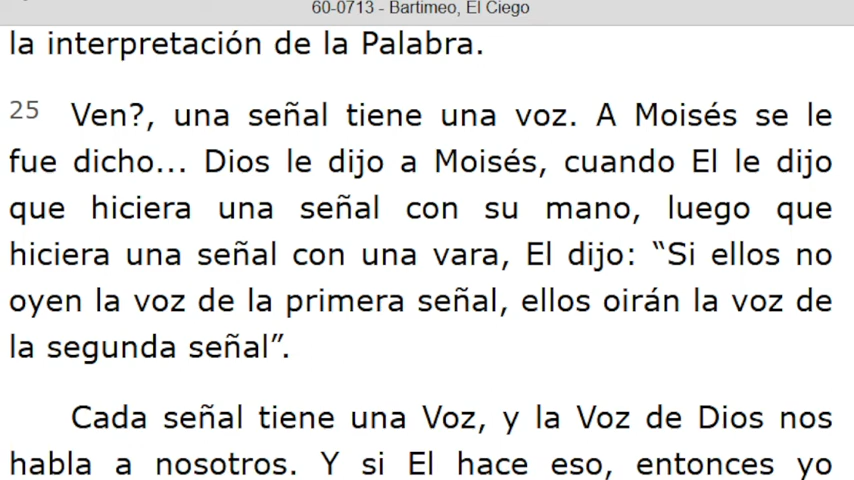 60-0713 - Bartimeo, El Ciego
la interpretación de la Palabra.
25 Ven?, una señal tiene una voz. A Moisés se le
fue dicho... Dios le dijo a Moisés, cuando El le dijo
que hiciera una señal con su mano, luego que
hiciera una señal con una vara, El dijo: “Si ellos no
oyen la voz de la primera señal, ellos oirán la voz de
la segunda señal”.
Cada señal tiene una Voz, y la Voz de Dios nos
habla a nosotros. Y si El hace eso, entonces yo